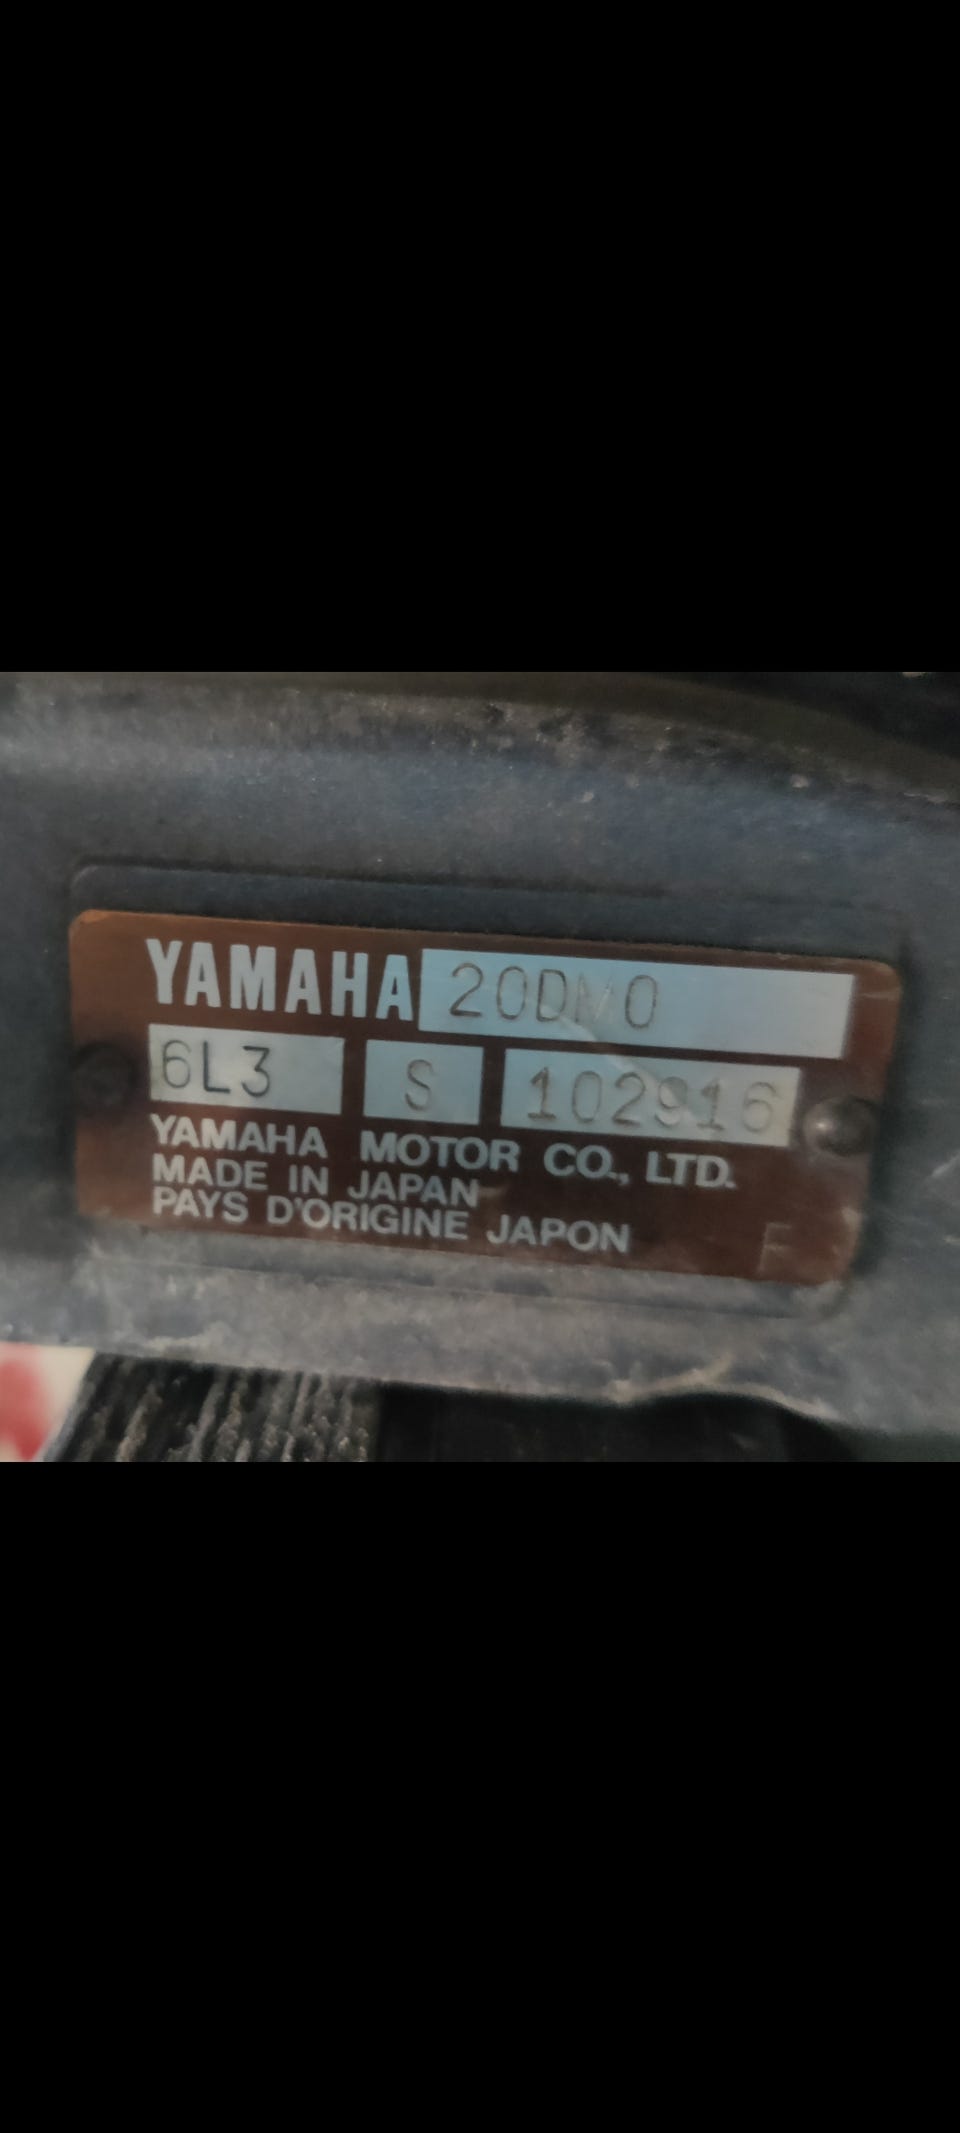 YAMAHA 20DMO
6L3 S 102916
YAMAHA MOTOR CO., LTD.
MADE IN JAPAN
PAYS D'ORIGINE JAPON
F